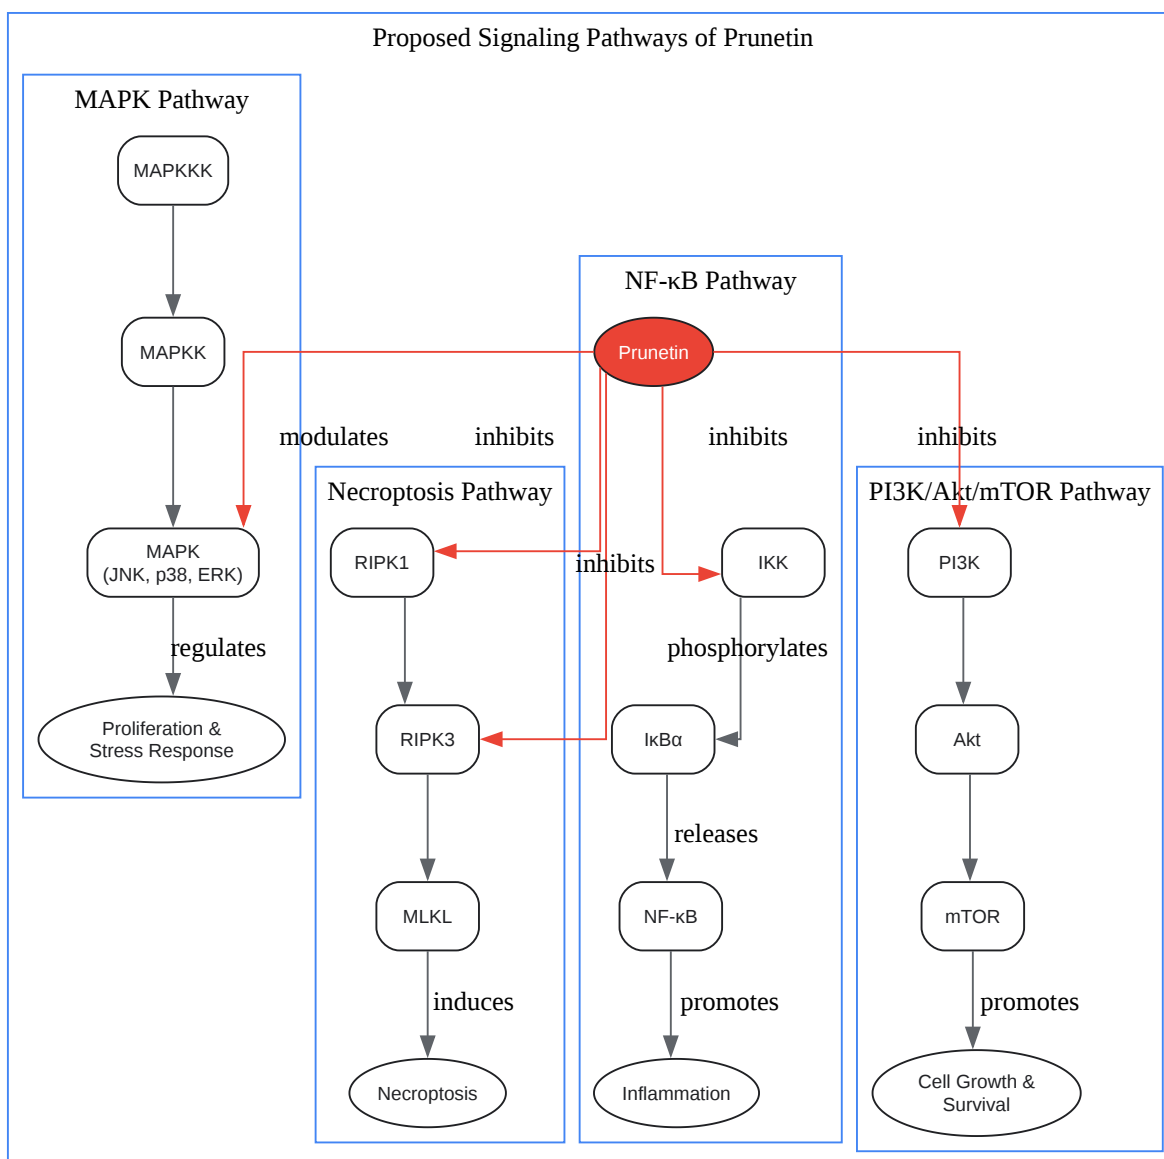 Proposed Signaling Pathways of Prunetin
MAPK Pathway
MAPKKK
MAPKK
modulates
MAPK
(JNK, p38, ERK)
regulates
Proliferation &
Stress Response
Necroptosis Pathway
inhibits
RIPK1
inhibits
RIPK3
MLKL
induces
Necroptosis
NF-κB Pathway
Prunetin
inhibits
IKK
phosphorylates
IκBα
releases
NF-κB
promotes
Inflammation
inhibits
PI3K/Akt/mTOR Pathway
PI3K
Akt
mTOR
promotes
Cell Growth &
Survival